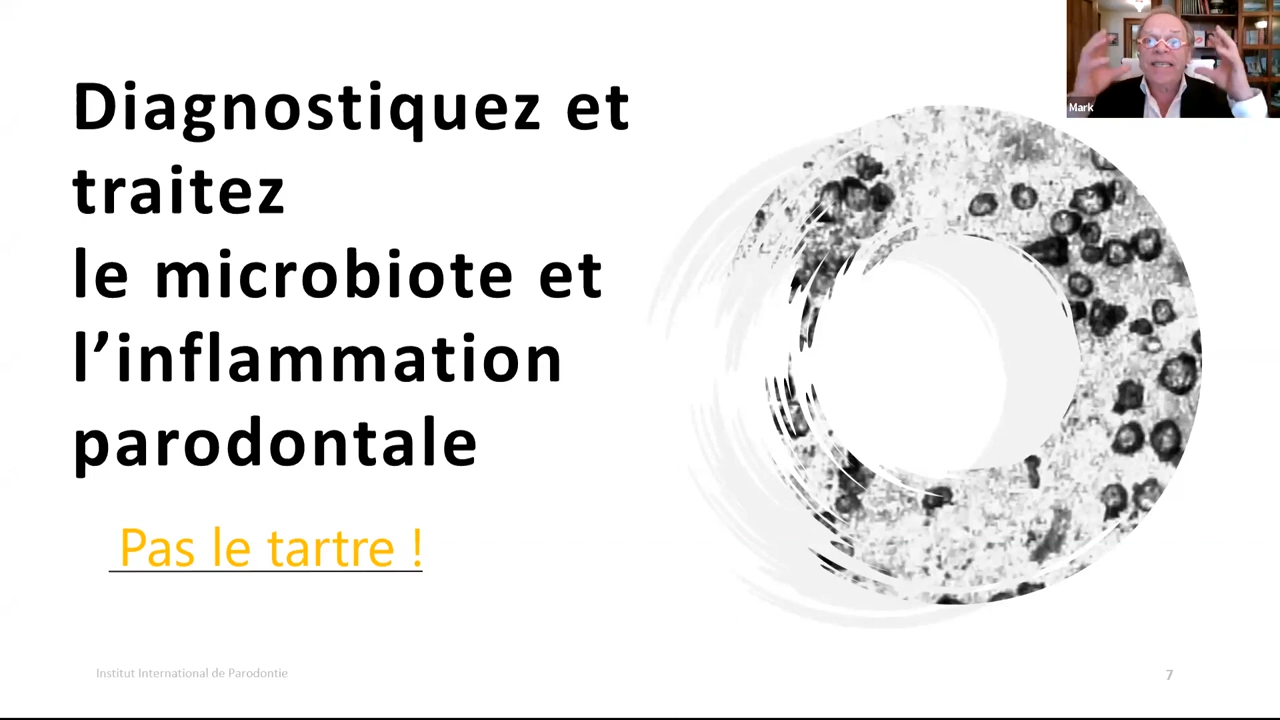 Diagnostiquez et
traitez
le microbiote et
l’inflammation
parodontale
Pas le tartre !
Mark
Institut International de Parodontie
7